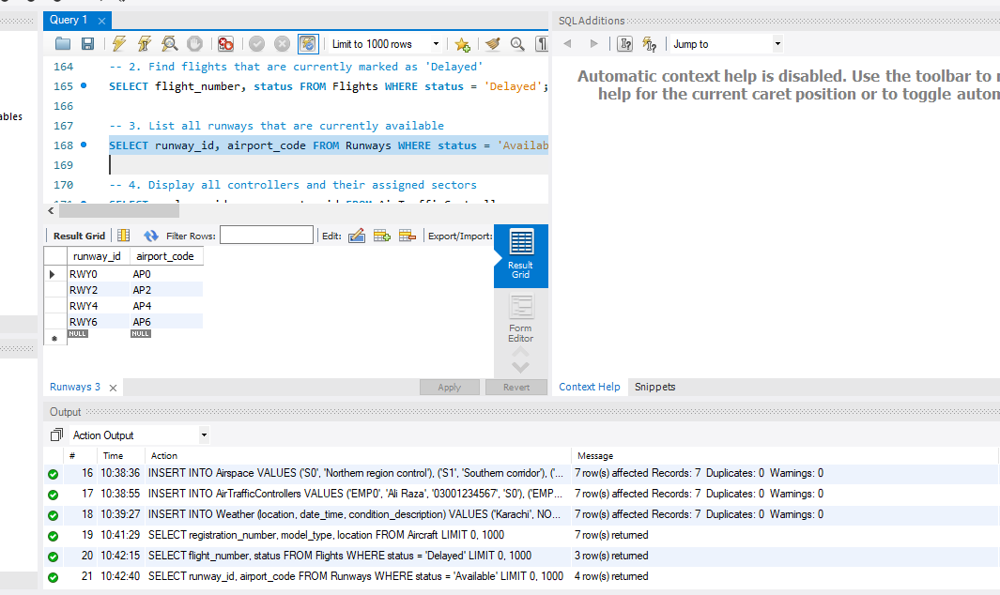 Query 1
SQLAdditions
Limit to 1000 rows
Jump to
ables
164 -- 2. Find flights that are currently marked as 'Delayed'
165 SELECT flight_number, status FROM Flights WHERE status = 'Delayed';
166
167 -- 3. List all runways that are currently available
168 SELECT runway_id, airport_code FROM Runways WHERE status = 'Availab
169
170 -- 4. Display all controllers and their assigned sectors
Automatic context help is disabled. Use the toolbar to
help for the current caret position or to toggle autom
Result Grid Filter Rows: Edit: Export/Import:
runway_id airport_code
RWY0 AP0
RWY2 AP2
RWY4 AP4
RWY6 AP6
NULL NULL
Result
Grid
Form
Editor
Runways 3
Apply Revert
Context Help Snippets
Output
Action Output
# Time Action Message
16 10:38:36 INSERT INTO Airspace VALUES ('S0', 'Northern region control'), ('S1', 'Southern corridor'), ('... 7 row(s) affected Records: 7 Duplicates: 0 Warnings: 0
17 10:38:55 INSERT INTO AirTrafficControllers VALUES ('EMP0', 'Ali Raza', '03001234567', 'S0'), ('EMP... 7 row(s) affected Records: 7 Duplicates: 0 Warnings: 0
18 10:39:27 INSERT INTO Weather (location, date_time, condition_description) VALUES ('Karachi', NO... 7 row(s) affected Records: 7 Duplicates: 0 Warnings: 0
19 10:41:29 SELECT registration_number, model_type, location FROM Aircraft LIMIT 0, 1000 7 row(s) returned
20 10:42:15 SELECT flight_number, status FROM Flights WHERE status = 'Delayed' LIMIT 0, 1000 3 row(s) returned
21 10:42:40 SELECT runway_id, airport_code FROM Runways WHERE status = 'Available' LIMIT 0, 1000 4 row(s) returned